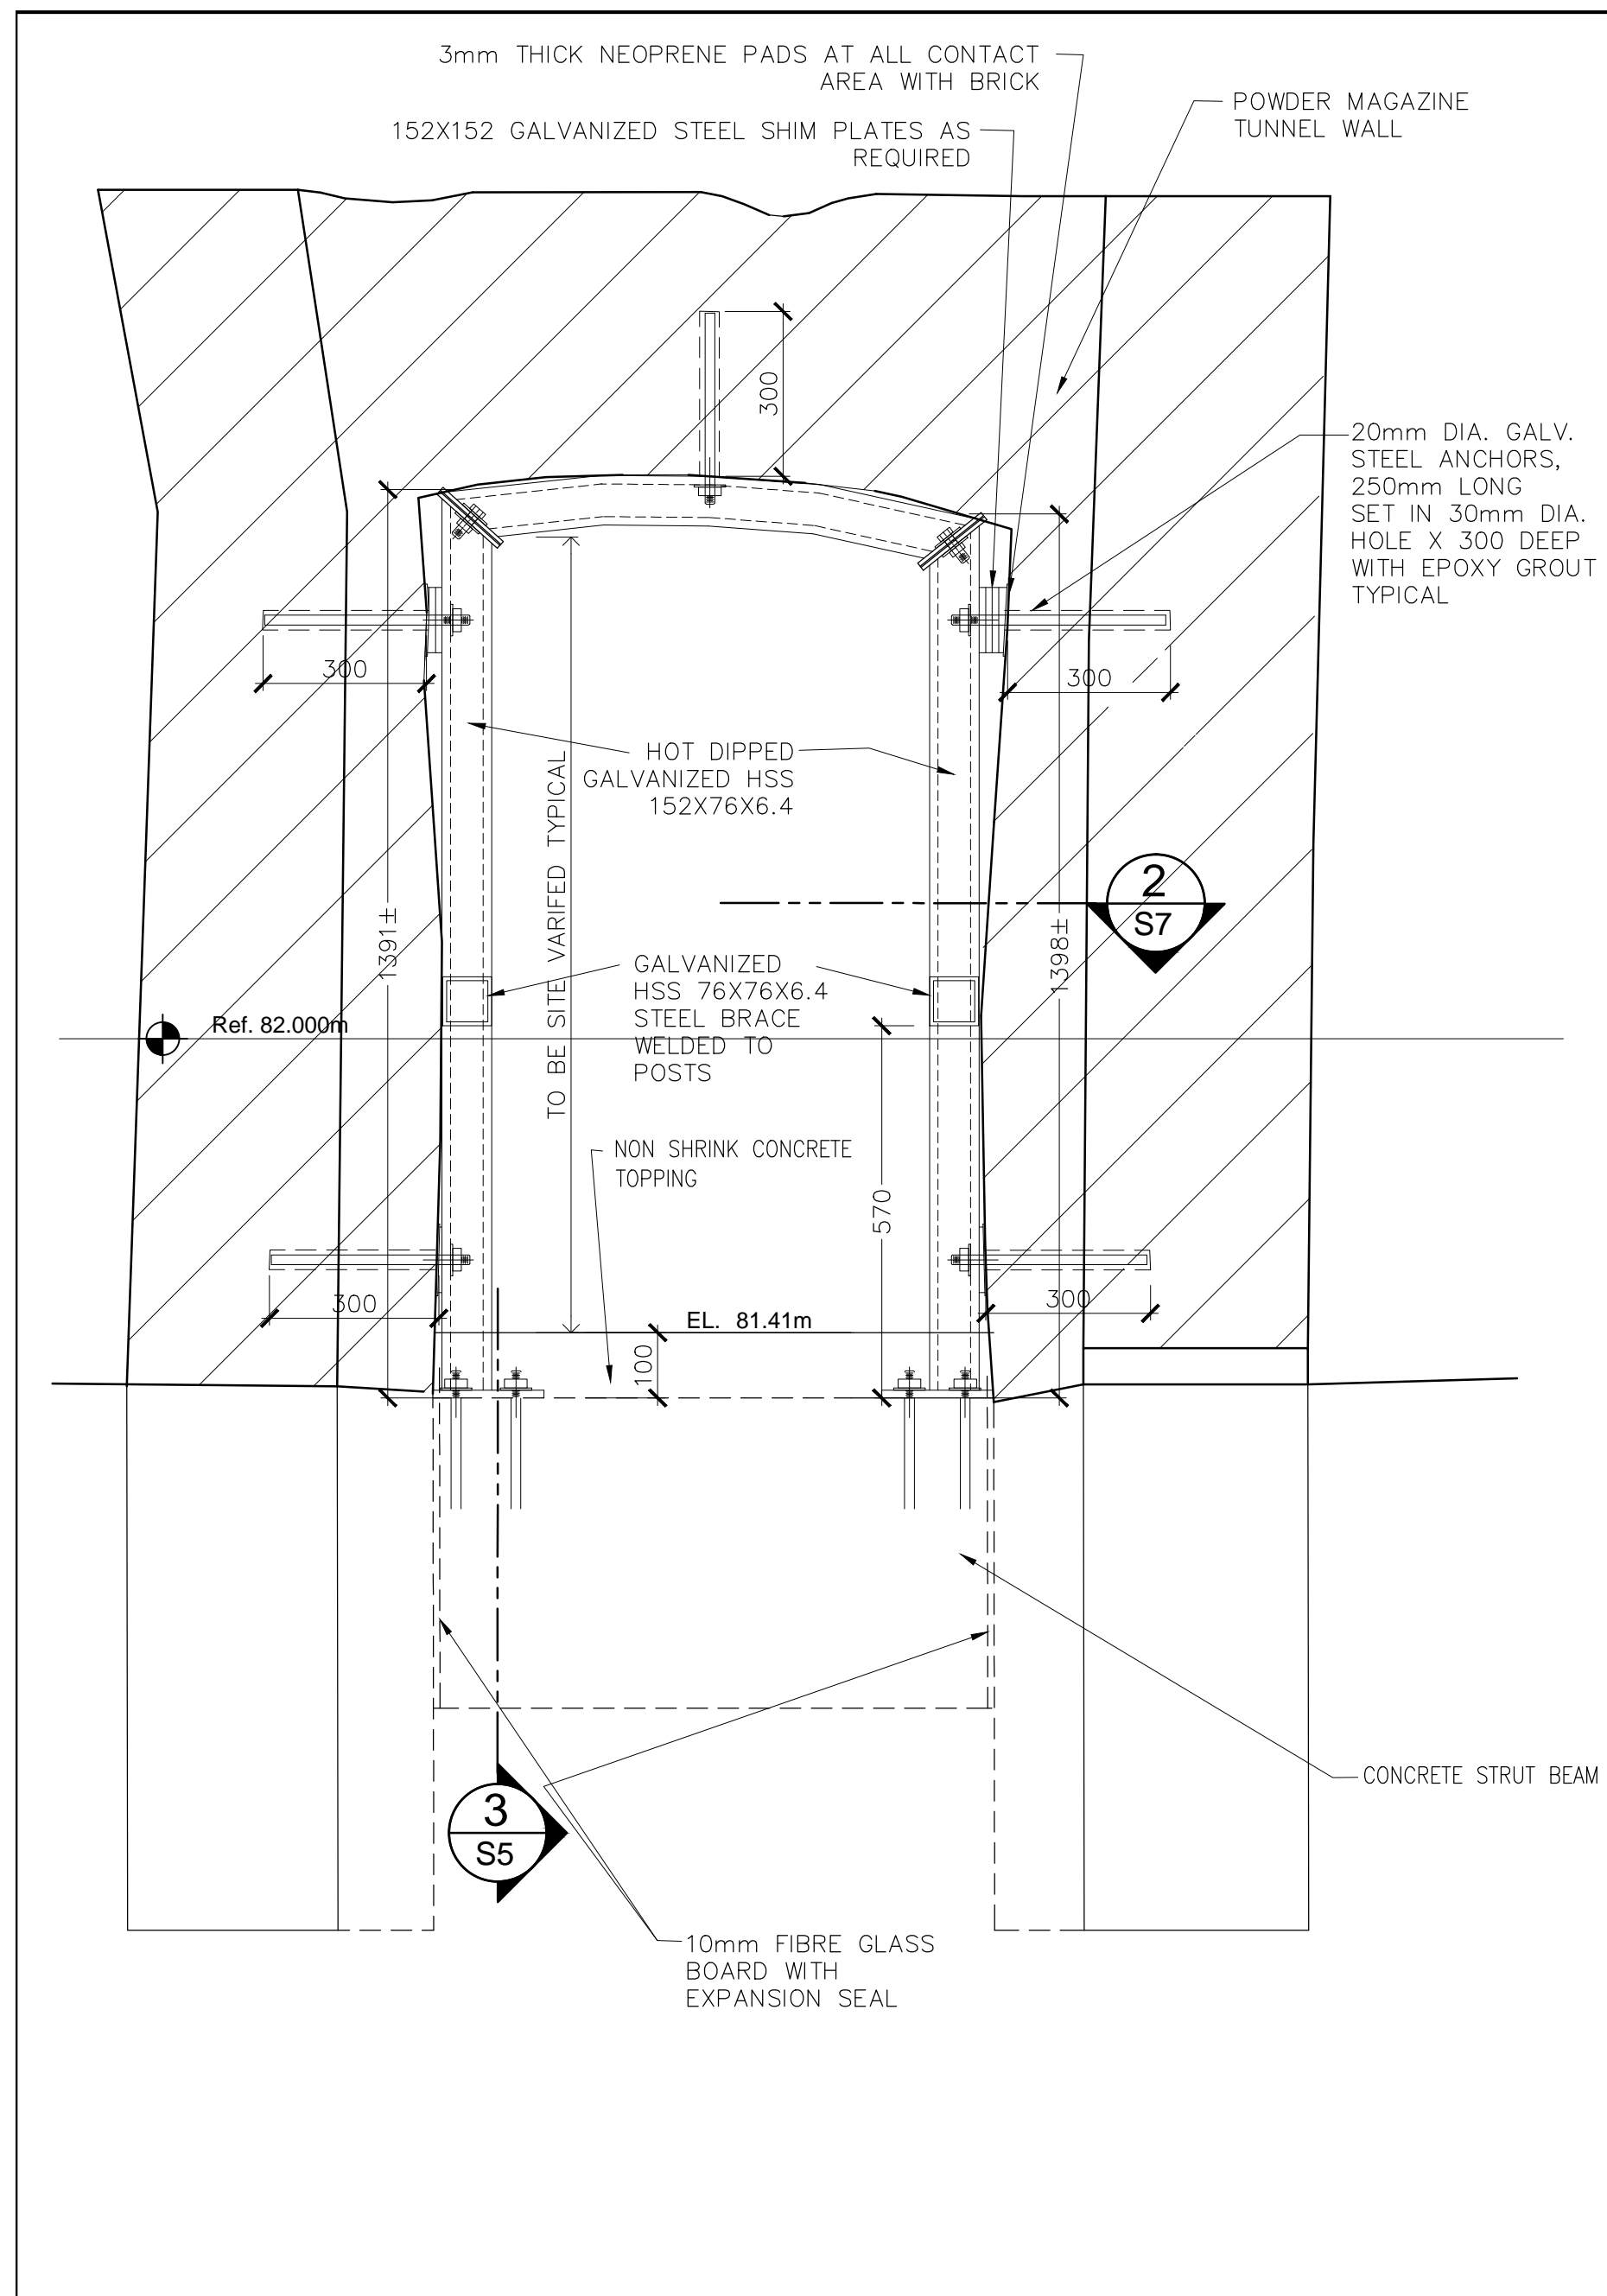 3mm THICK NEOPRENE PADS AT ALL CONTACT
AREA WITH BRICK
POWDER MAGAZINE
TUNNEL WALL
152X152 GALVANIZED STEEL SHIM PLATES AS
REQUIRED
300
20mm DIA. GALV.
STEEL ANCHORS,
250mm LONG
SET IN 30mm DIA.
HOLE X 300 DEEP
WITH EPOXY GROUT
TYPICAL
300
300
HOT DIPPED
GALVANIZED HSS
152X76X6.4
TO BE SITE VARIFED TYPICAL
1391±
2
S7
1398±
GALVANIZED
HSS 76X76X6.4
STEEL BRACE
WELDED TO
POSTS
Ref. 82.000m
NON SHRINK CONCRETE
TOPPING
570
300
300
EL. 81.41m
100
CONCRETE STRUT BEAM
3
S5
10mm FIBRE GLASS
BOARD WITH
EXPANSION SEAL